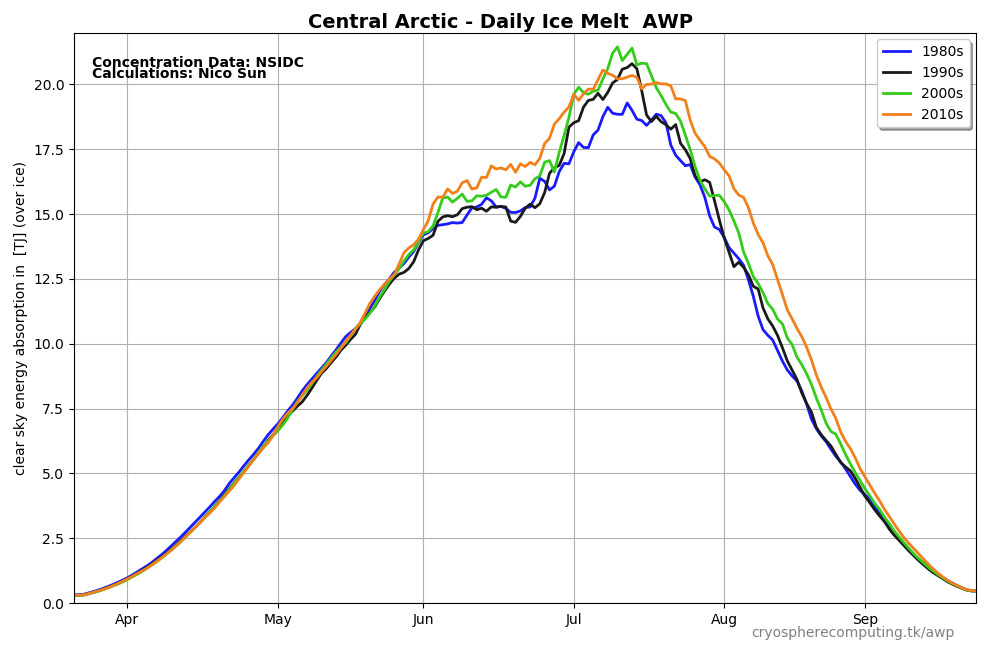 Central Arctic - Daily Ice Melt  AWP
Concentration Data: NSIDC
Calculations: Nico Sun
1980s
1990s
2000s
2010s
clear sky energy absorption in  [TJ] (over ice)
20.0
17.5
15.0
12.5
10.0
7.5
5.0
2.5
0.0
Apr May Jun Jul Aug Sep
cryospherecomputing.tk/awp